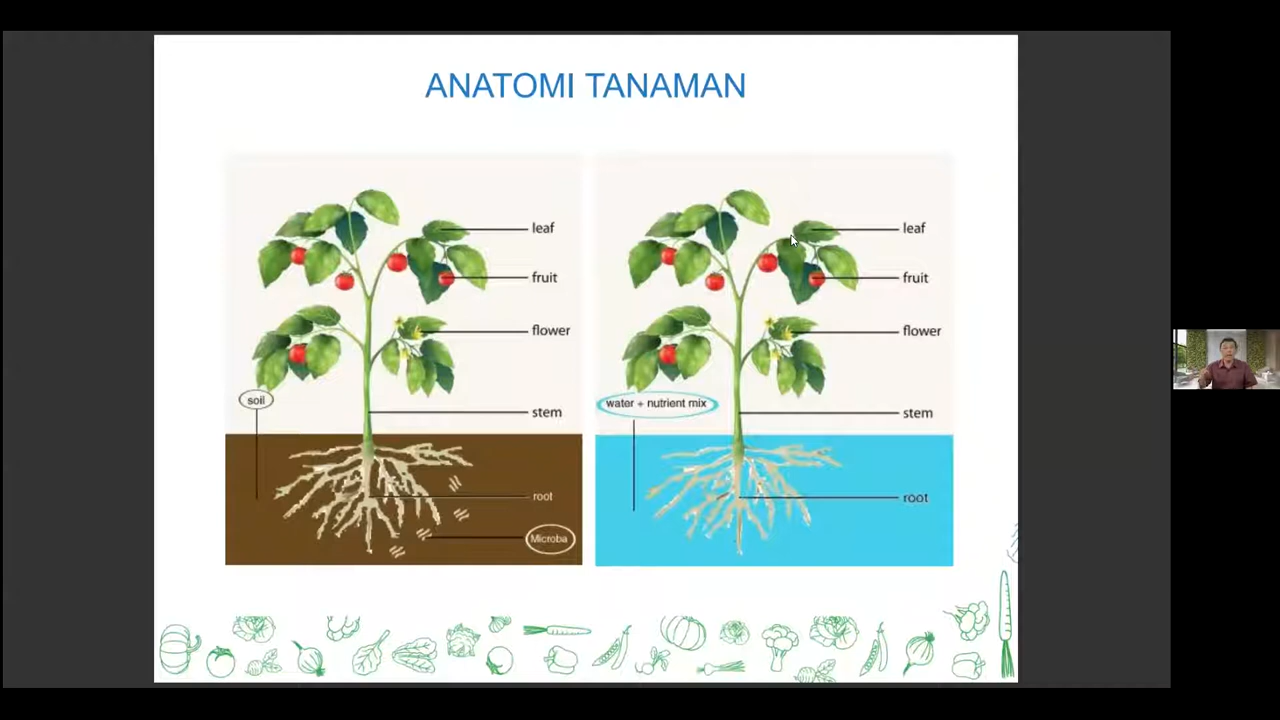 ANATOMI TANAMAN
leaf
fruit
flower
soil
stem
root
Microba
leaf
fruit
flower
water + nutrient mix
stem
root